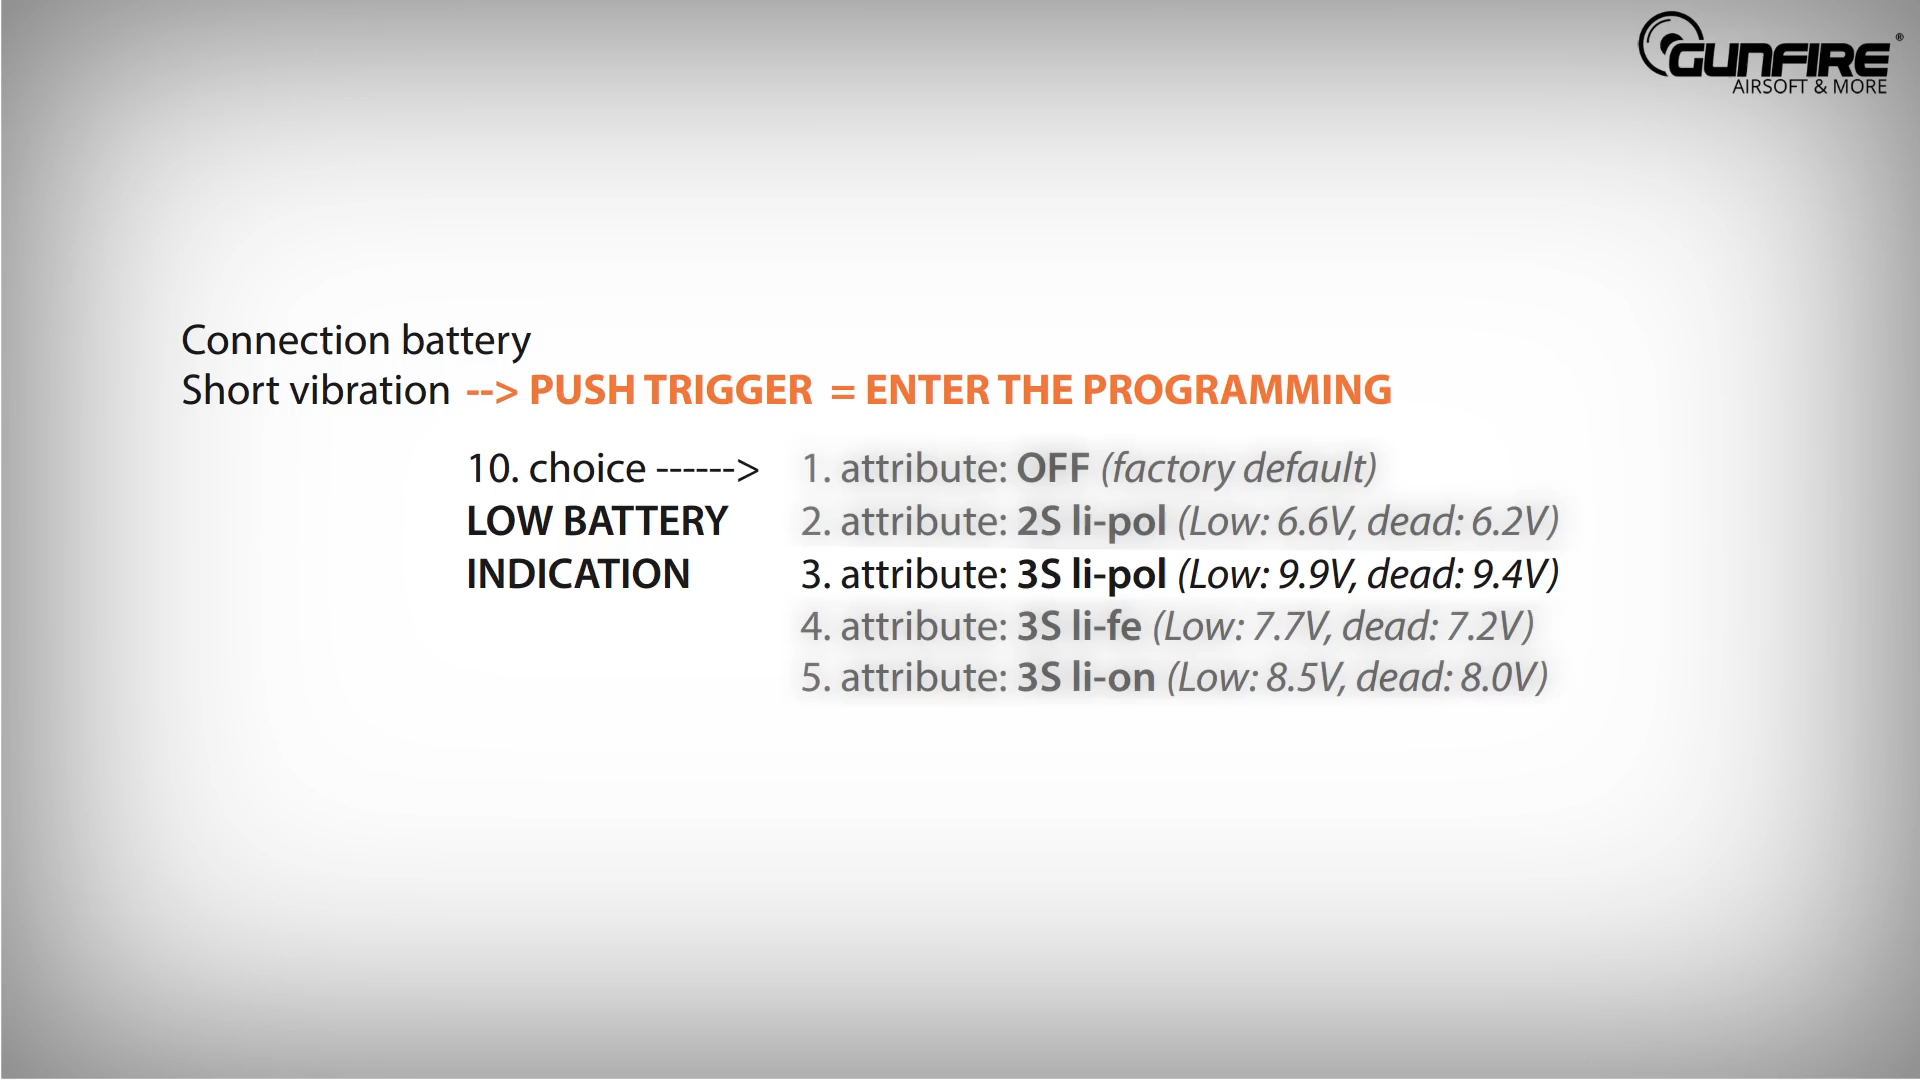 GUNFIRE®
AIRSOFT & MORE
Connection battery
Short vibration --> PUSH TRIGGER = ENTER THE PROGRAMMING
10. choice ------> 1. attribute: OFF (factory default)
LOW BATTERY 2. attribute: 2S li-pol (Low: 6.6V, dead: 6.2V)
INDICATION 3. attribute: 3S li-pol (Low: 9.9V, dead: 9.4V)
4. attribute: 3S li-fe (Low: 7.7V, dead: 7.2V)
5. attribute: 3S li-on (Low: 8.5V, dead: 8.0V)